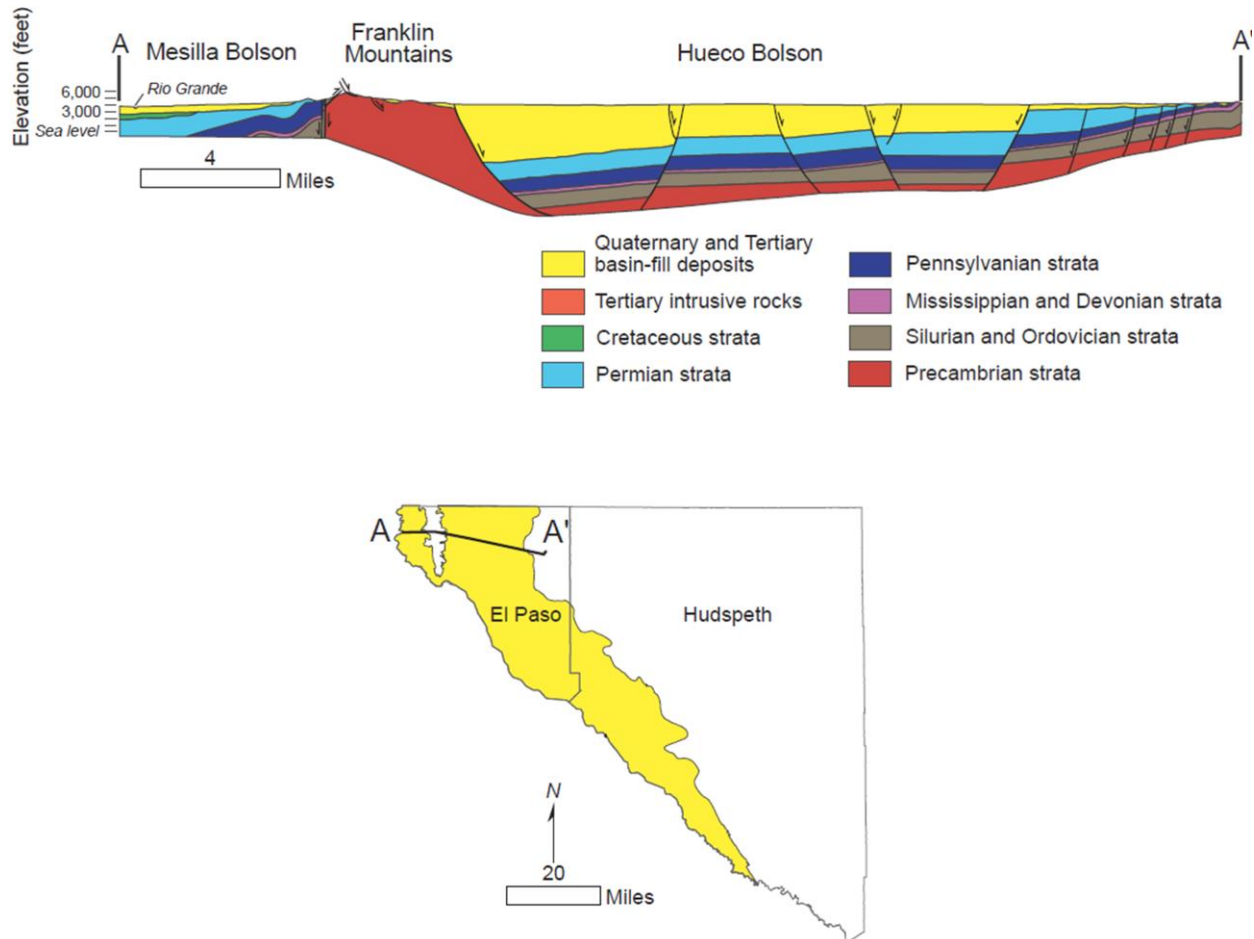 Elevation (feet)
A
Mesilla Bolson
Franklin
Mountains
Hueco Bolson
A'
6,000
3,000
Sea level
Rio Grande
4
Miles
Quaternary and Tertiary
basin-fill deposits
Tertiary intrusive rocks
Cretaceous strata
Permian strata
Pennsylvanian strata
Mississippian and Devonian strata
Silurian and Ordovician strata
Precambrian strata
A
A'
El Paso
Hudspeth
N
20
Miles